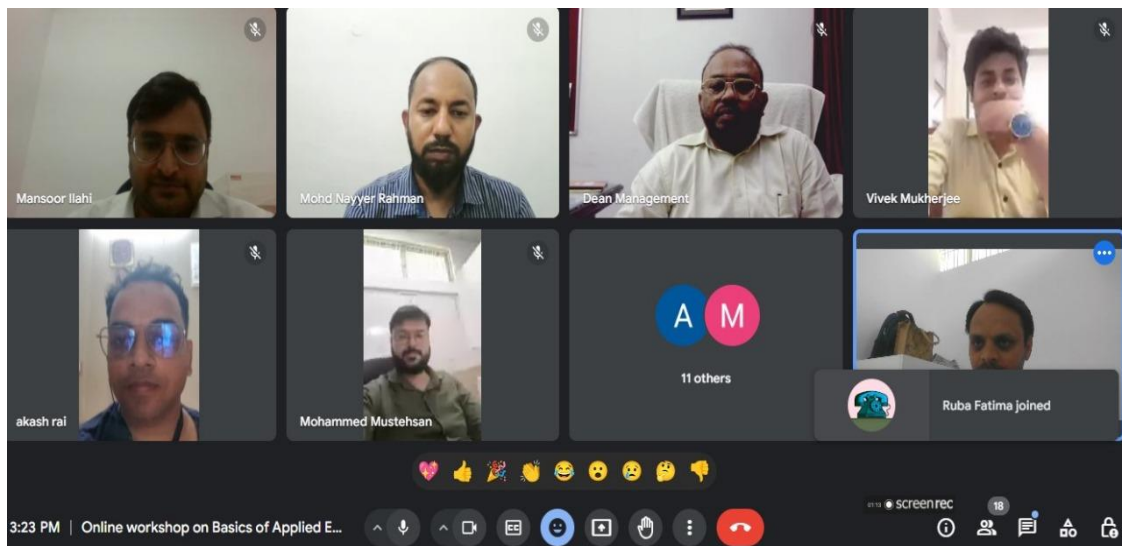 Mansoor Ilahi
Mohd Nayyer Rahman
Dean Management
Vivek Mukherjee
akash rai
Mohammed Mustehsan
A M
11 others
Ruba Fatima joined
3:23 PM | Online workshop on Basics of Applied E...
CC
screenrec
18